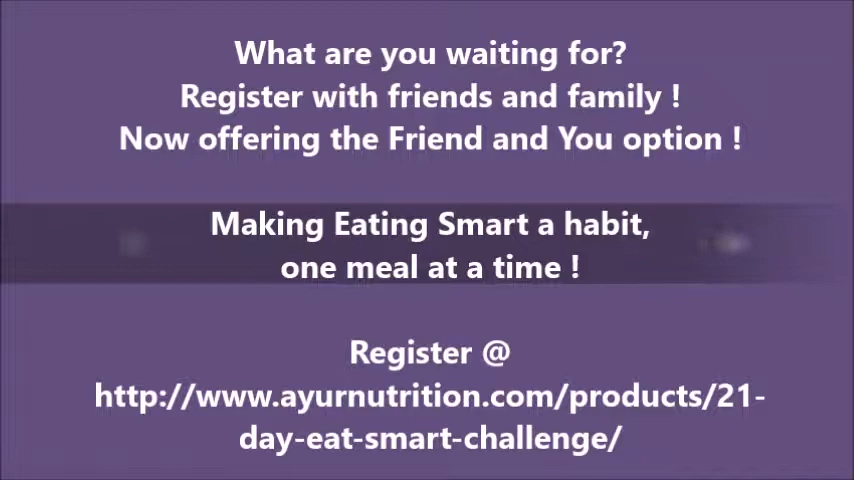 What are you waiting for?
Register with friends and family !
Now offering the Friend and You option !
Making Eating Smart a habit,
one meal at a time !
Register @
http://www.ayurnutrition.com/products/21-
day-eat-smart-challenge/